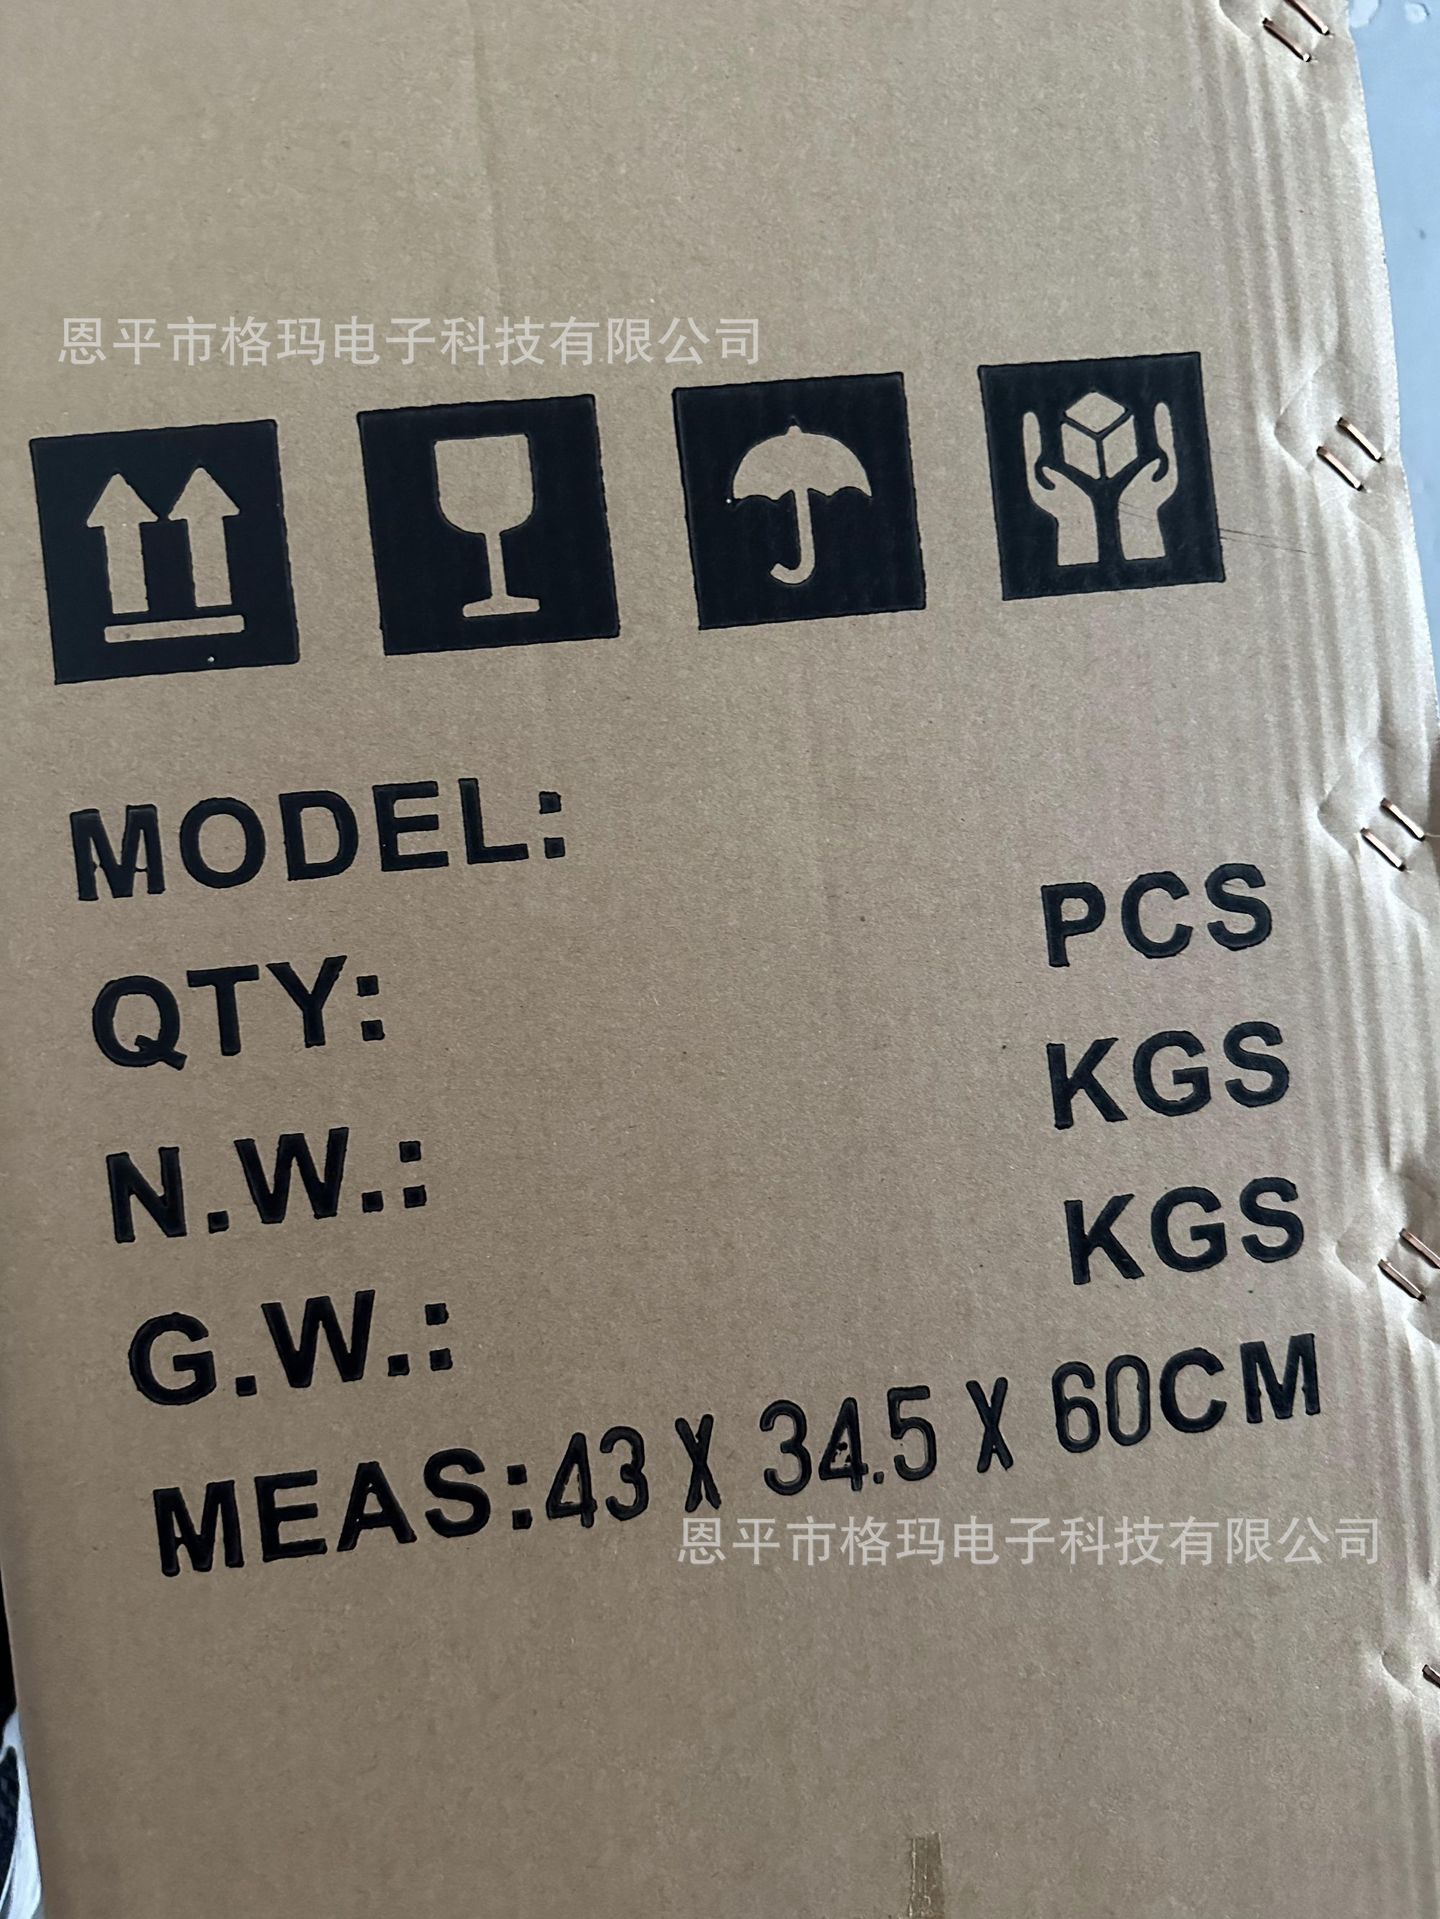 恩平市格玛电子科技有限公司
MODEL:
QTY: PCS
N.W.: KGS
G.W.: KGS
MEAS:43 X 34.5 X 60CM
恩平市格玛电子科技有限公司